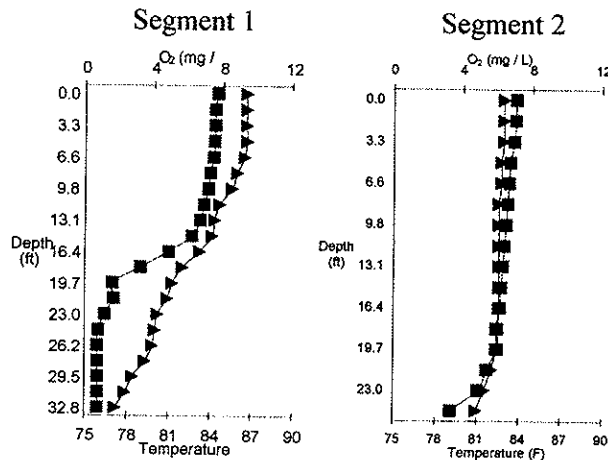 Segment 1
O₂ (mg /
0 4 8 12
0.0
3.3
6.6
9.8
13.1
Depth
(ft)
16.4
19.7
23.0
26.2
29.5
32.8
75 78 81 84 87 90
Temperature
Segment 2
O₂ (mg / L)
0 4 8 12
0.0
3.3
6.6
9.8
Depth
(ft)
13.1
16.4
19.7
23.0
75 78 81 84 87 90
Temperature (F)